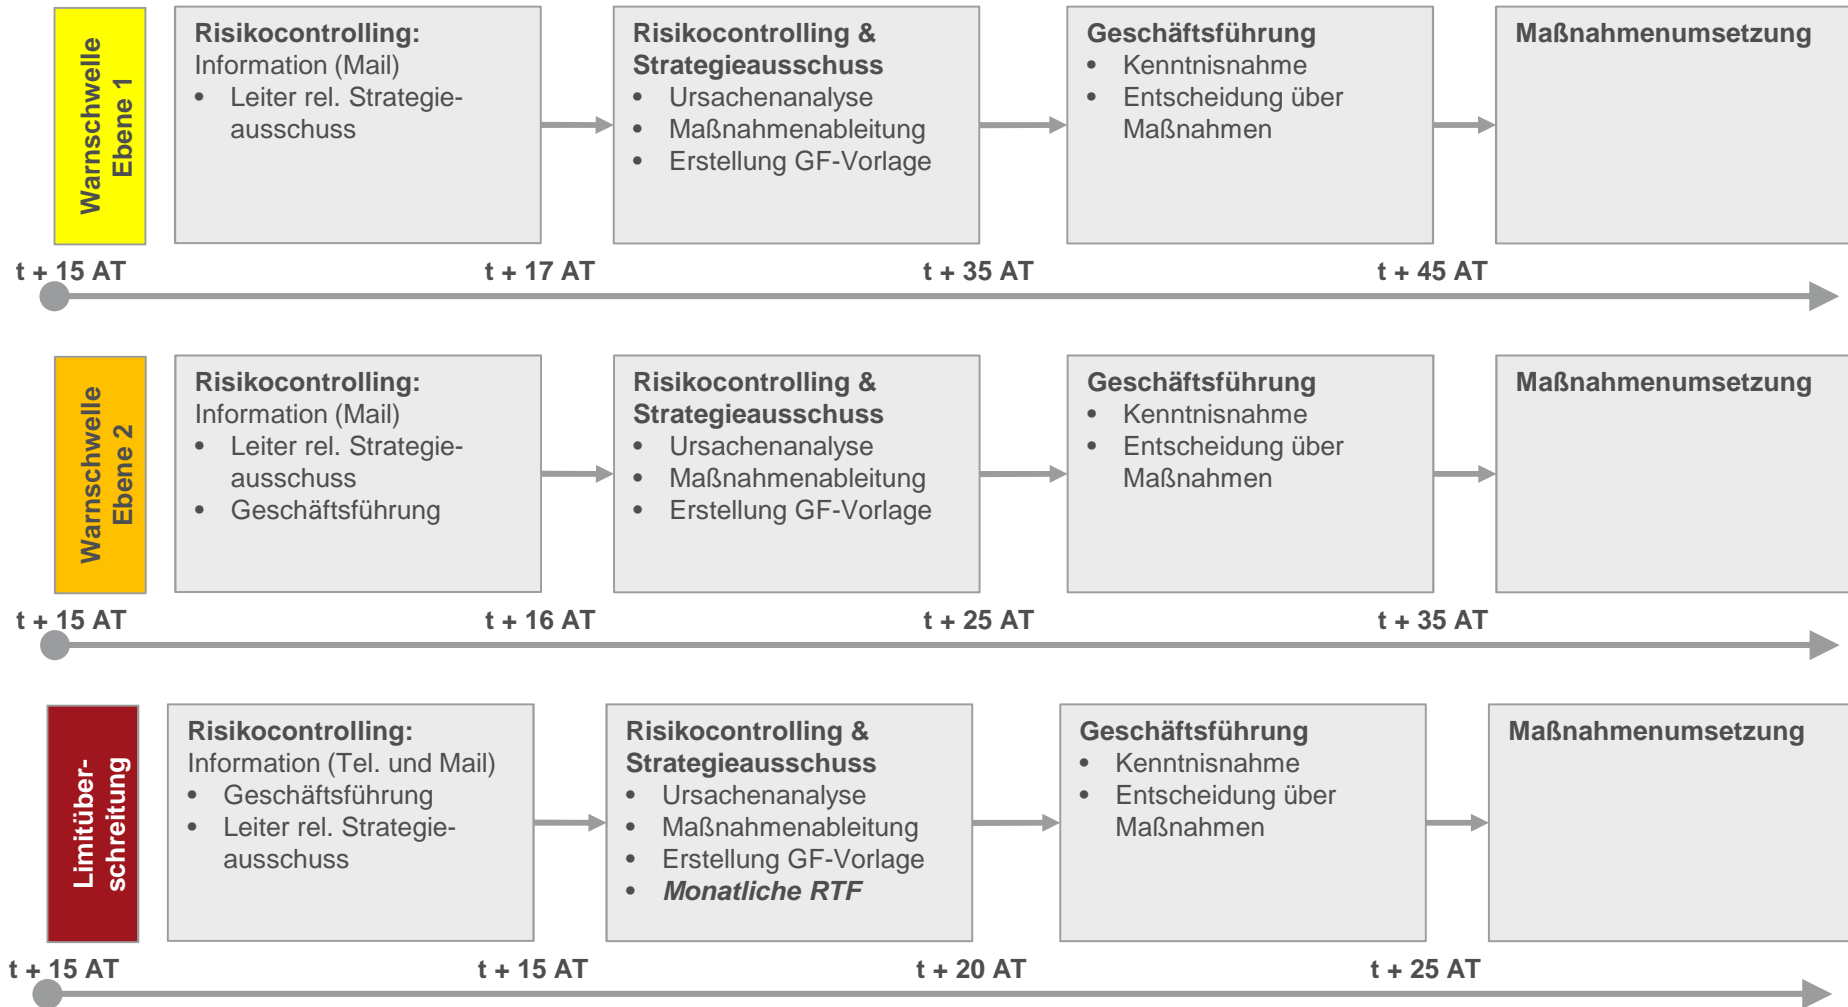 Warnschwelle
Ebene 1
Risikocontrolling:
Information (Mail)
• Leiter rel. Strategie-
ausschuss
Risikocontrolling &
Strategieausschuss
• Ursachenanalyse
• Maßnahmenableitung
• Erstellung GF-Vorlage
Geschäftsführung
• Kenntnisnahme
• Entscheidung über
Maßnahmen
Maßnahmenumsetzung
t + 15 AT
t + 17 AT
t + 35 AT
t + 45 AT
Warnschwelle
Ebene 2
Risikocontrolling:
Information (Mail)
• Leiter rel. Strategie-
ausschuss
• Geschäftsführung
Risikocontrolling &
Strategieausschuss
• Ursachenanalyse
• Maßnahmenableitung
• Erstellung GF-Vorlage
Geschäftsführung
• Kenntnisnahme
• Entscheidung über
Maßnahmen
Maßnahmenumsetzung
t + 15 AT
t + 16 AT
t + 25 AT
t + 35 AT
Limitüber-
schreitung
Risikocontrolling:
Information (Tel. und Mail)
• Geschäftsführung
• Leiter rel. Strategie-
ausschuss
Risikocontrolling &
Strategieausschuss
• Ursachenanalyse
• Maßnahmenableitung
• Erstellung GF-Vorlage
• Monatliche RTF
Geschäftsführung
• Kenntnisnahme
• Entscheidung über
Maßnahmen
Maßnahmenumsetzung
t + 15 AT
t + 15 AT
t + 20 AT
t + 25 AT